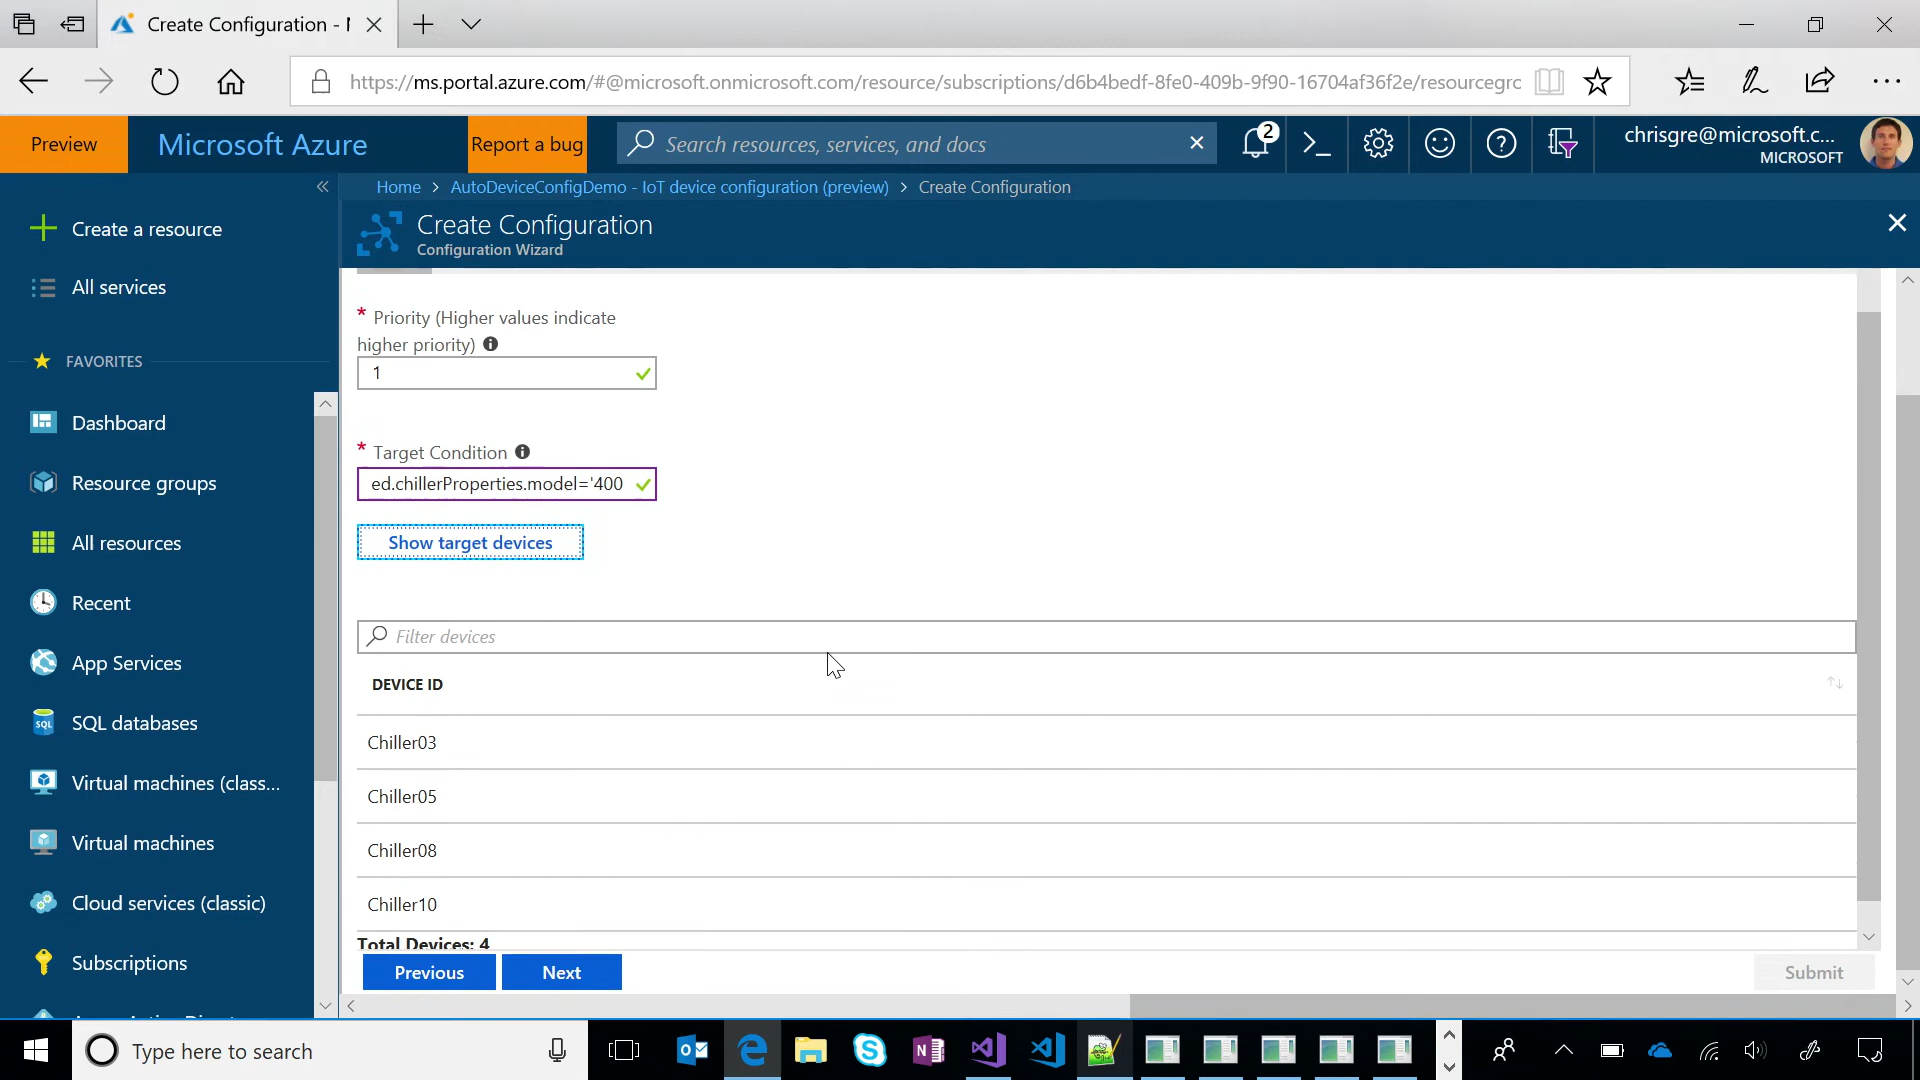 Create Configuration - M
https://ms.portal.azure.com/#@microsoft.onmicrosoft.com/resource/subscriptions/d6b4bedf-8fe0-409b-9f90-16704af36f2e/resourcegrc
Preview
Microsoft Azure
Report a bug
Search resources, services, and docs
2
chrisgre@microsoft.c...
MICROSOFT
Home > AutoDeviceConfigDemo - IoT device configuration (preview) > Create Configuration
Create Configuration
Configuration Wizard
Create a resource
All services
FAVORITES
Dashboard
Resource groups
All resources
Recent
App Services
SQL databases
Virtual machines (class...
Virtual machines
Cloud services (classic)
Subscriptions
* Priority (Higher values indicate
higher priority)
1
* Target Condition
ed.chillerProperties.model='400
Show target devices
Filter devices
DEVICE ID
Chiller03
Chiller05
Chiller08
Chiller10
Total Devices: 4
Previous
Next
Submit
Type here to search